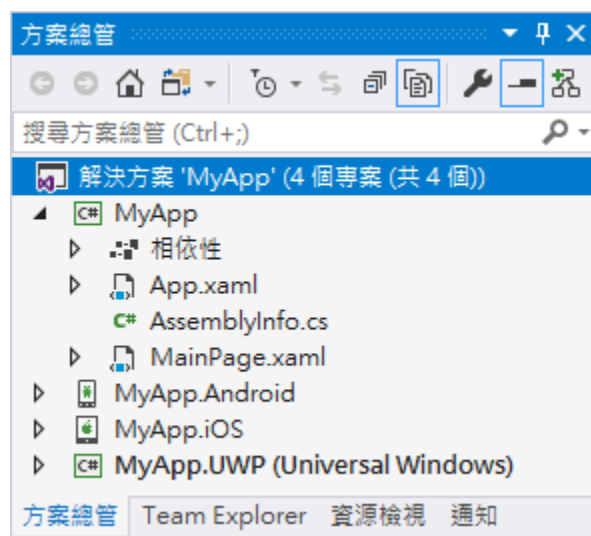 方案總管
搜尋方案總管 (Ctrl+;)
解決方案 'MyApp' (4 個專案 (共 4 個))
C# MyApp
相依性
App.xaml
C# AssemblyInfo.cs
MainPage.xaml
MyApp.Android
MyApp.iOS
C# MyApp.UWP (Universal Windows)
方案總管 Team Explorer 資源檢視 通知